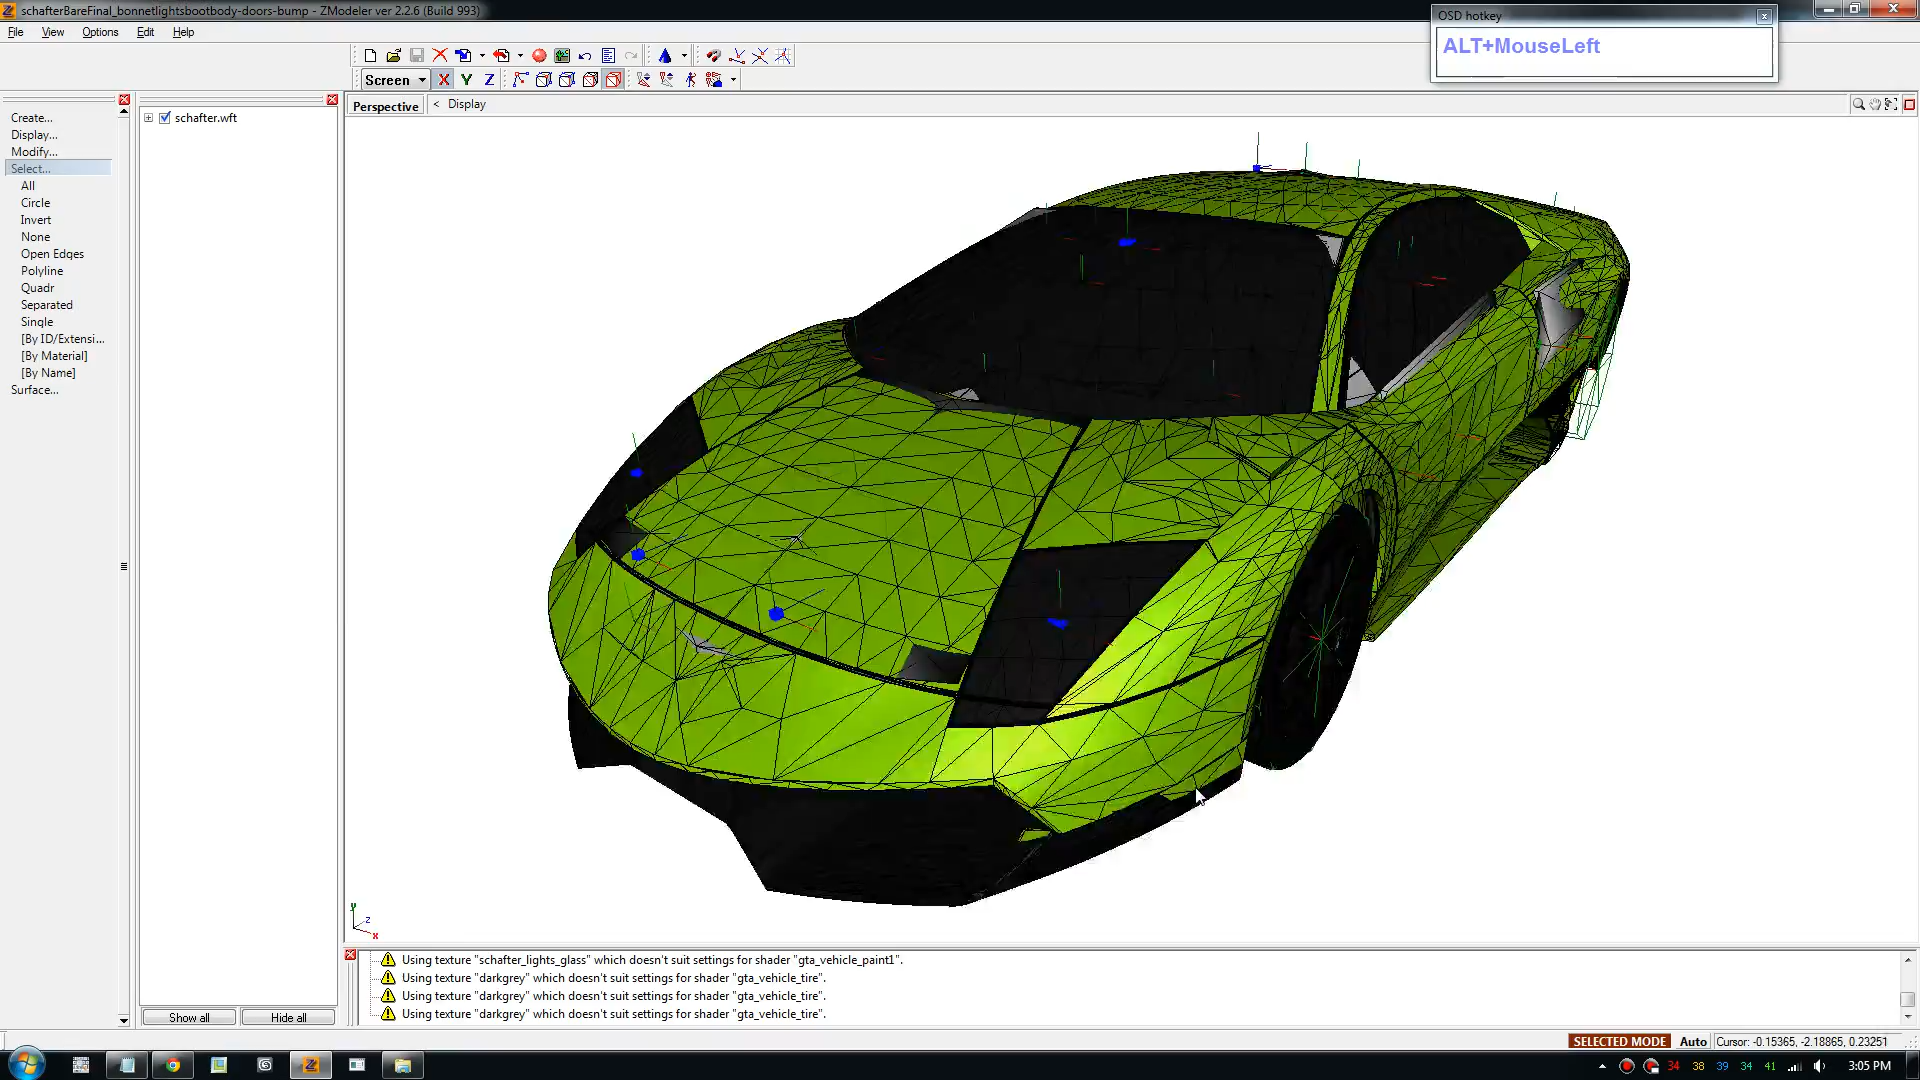 schafterBareFinal_bonnetlightsbootbody-doors-bump - ZModeler ver 2.2.6 (Build 993)
OSD hotkey
ALT+MouseLeft
File View Options Edit Help
Screen X Y Z
Perspective < Display
Create...
Display...
Modify...
Select...
All
Circle
Invert
None
Open Edges
Polyline
Quadr
Separated
Single
[By ID/Extensi...
[By Material]
[By Name]
Surface...
schafter.wft
Show all Hide all
y
z
x
Using texture "schafter_lights_glass" which doesn't suit settings for shader "gta_vehicle_paint1".
Using texture "darkgrey" which doesn't suit settings for shader "gta_vehicle_tire".
Using texture "darkgrey" which doesn't suit settings for shader "gta_vehicle_tire".
Using texture "darkgrey" which doesn't suit settings for shader "gta_vehicle_tire".
SELECTED MODE Auto Cursor: -0.15365, -2.18865, 0.23251
34 38 39 34 41 3:05 PM